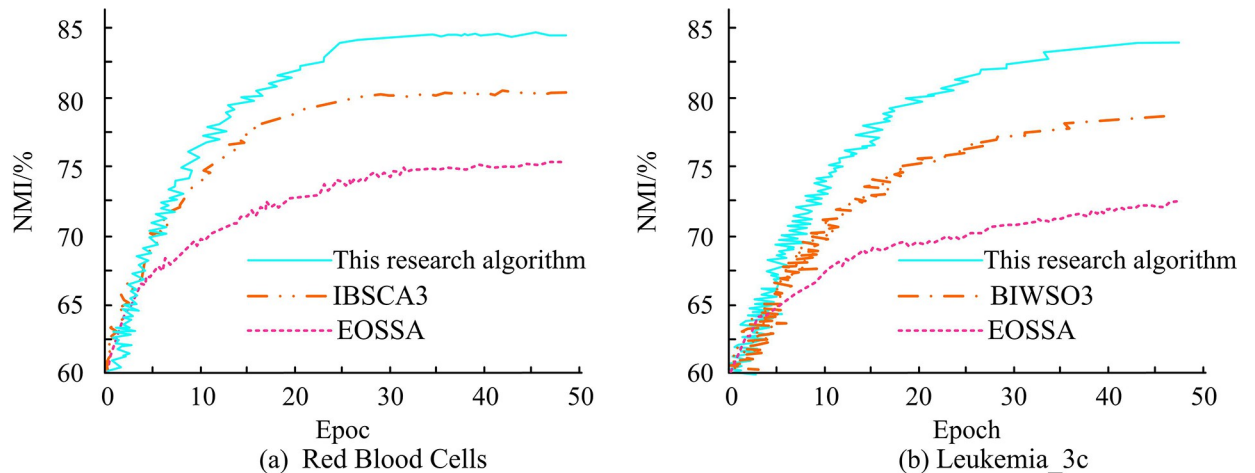 85
80
75
70
65
60
NMI/%
This research algorithm
IBSCA3
EOSSA
0 10 20 30 40 50
Epoc
(a) Red Blood Cells
85
80
75
70
65
60
NMI/%
This research algorithm
BIWSO3
EOSSA
0 10 20 30 40 50
Epoch
(b) Leukemia_3c